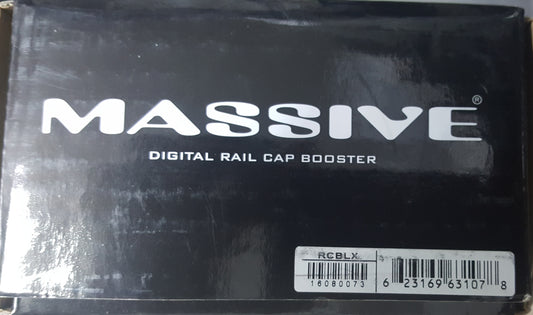 MASSIVE®
DIGITAL RAIL CAP BOOSTER
RCBLX
16080073
6 23169 63107 8